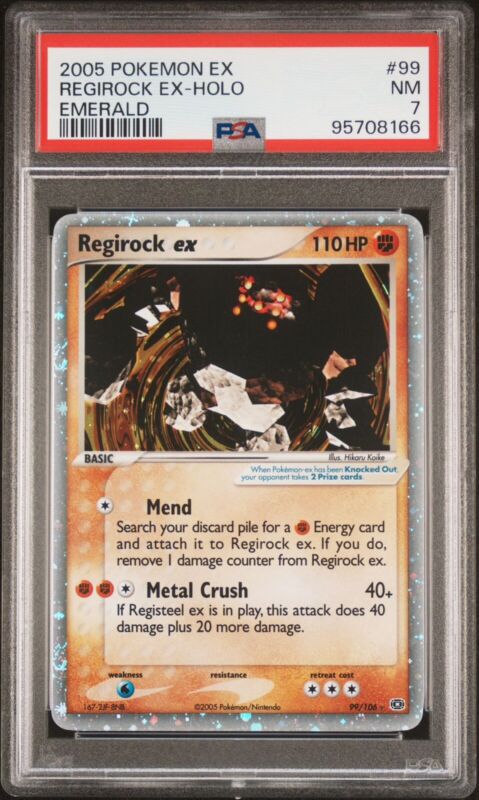 2005 POKEMON EX #99
REGIROCK EX-HOLO NM
EMERALD 7
PSA 95708166
Regirock ex 110 HP
BASIC Illus. Hikaru Koike
When Pokémon-ex has been Knocked Out,
your opponent takes 2 Prize cards.
Mend
Search your discard pile for a Energy card
and attach it to Regirock ex. If you do,
remove 1 damage counter from Regirock ex.
Metal Crush 40+
If Registeel ex is in play, this attack does 40
damage plus 20 more damage.
weakness resistance retreat cost
167-2JF-8NB ©2005 Pokémon/Nintendo 99/106
PSA